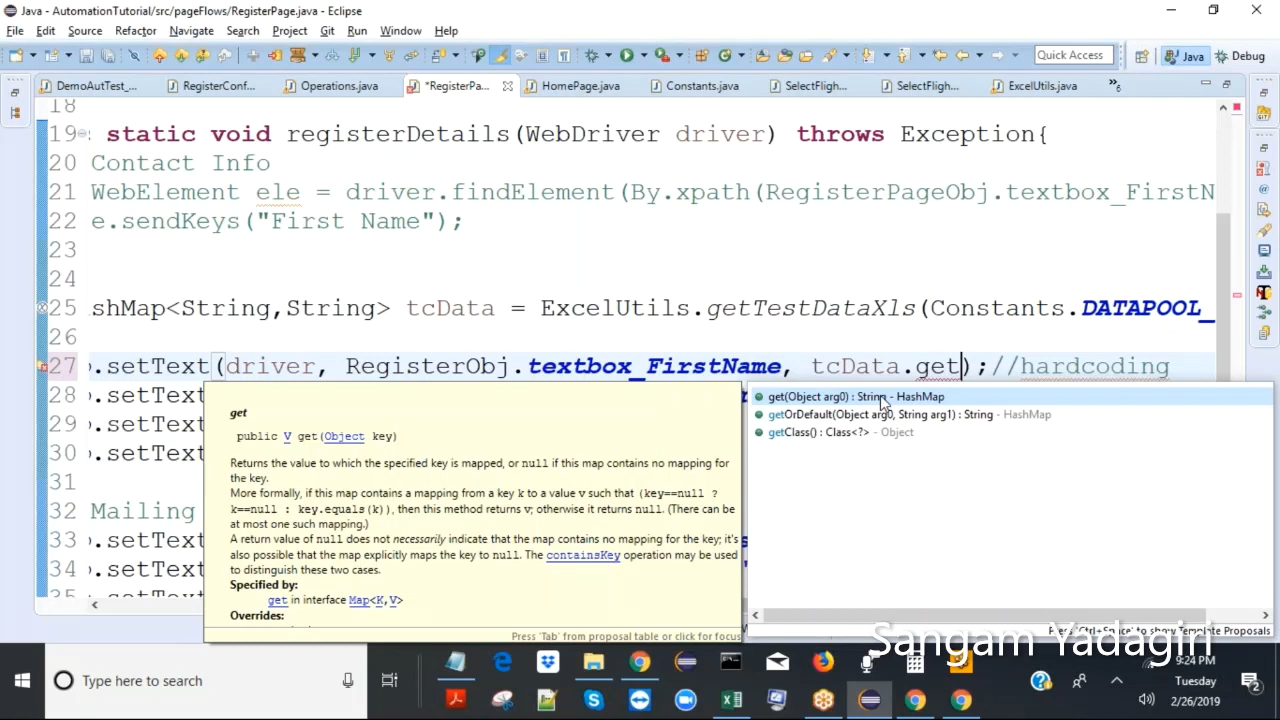 Java - AutomationTutorial/src/pageFlows/RegisterPage.java - Eclipse
File Edit Source Refactor Navigate Search Project Git Run Window Help
Quick Access Java Debug
DemoAutTest_... RegisterConf... Operations.java *RegisterPa... HomePage.java Constants.java SelectFligh... SelectFligh... ExcelUtils.java »6
18
19 static void registerDetails(WebDriver driver) throws Exception{
20 Contact Info
21 WebElement ele = driver.findElement(By.xpath(RegisterPageObj.textbox_FirstN
22 e.sendKeys("First Name");
23
24
25 shMap<String,String> tcData = ExcelUtils.getTestDataXls(Constants.DATAPOOL_
26
27 .setText(driver, RegisterObj.textbox_FirstName, tcData.get);//hardcoding
28 .setText
29 .setText
30 .setText
31
32 Mailing
33 .setText
34 .setText
35
get
public V get(Object key)
Returns the value to which the specified key is mapped, or null if this map contains no mapping for
the key.
More formally, if this map contains a mapping from a key k to a value v such that (key==null ?
k==null : key.equals(k)), then this method returns v; otherwise it returns null. (There can be
at most one such mapping.)
A return value of null does not necessarily indicate that the map contains no mapping for the key; it's
also possible that the map explicitly maps the key to null. The containsKey operation may be used
to distinguish these two cases.
Specified by:
get in interface Map<K,V>
Overrides:
Press 'Tab' from proposal table or click for focus
get(Object arg0) : String - HashMap
getOrDefault(Object arg0, String arg1) : String - HashMap
getClass() : Class<?> - Object
Press 'Ctrl+Space' to show Template Proposals
Sangam Yadagiri
Type here to search
9:24 PM
Tuesday
2/26/2019
2